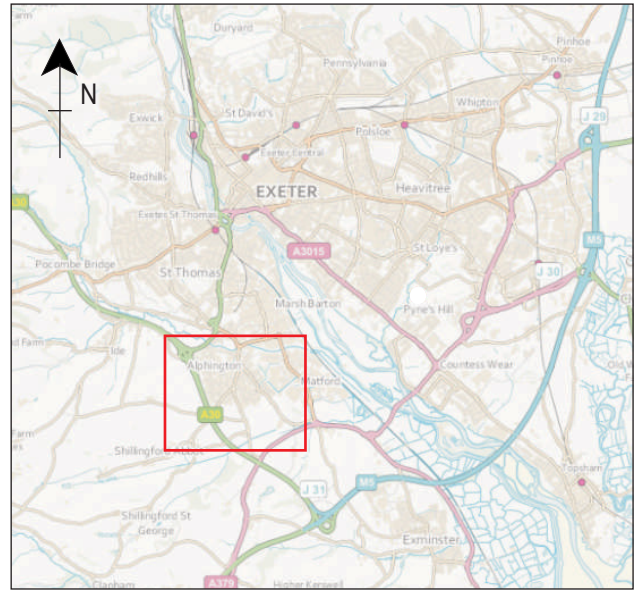 Duryard
Pinhoe
Pinhoe
Pennsylvania
N
Whipton
J 29
Exwick
St David's
Polsloe
Exeter Central
Redhills
EXETER
Heavitree
A30
Exeter St Thomas
M5
A3015
St Loye's
Pocombe Bridge
J 30
St Thomas
Marsh Barton
Pyne's Hill
Ide
Alphington
Countess Wear
Matford
A30
Farm
Shillingford Abbot
Topsham
J 31
M5
Shillingford St
George
Exminster
Clapham
A379
Higher Kerswell